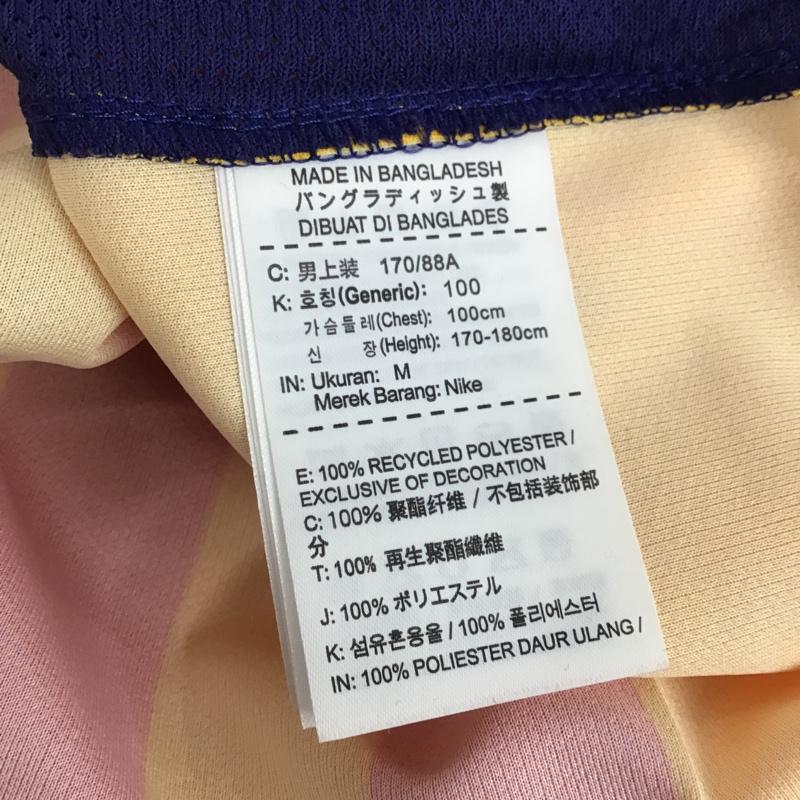 MADE IN BANGLADESH
バングラディッシュ製
DIBUAT DI BANGLADES
C: 男上装 170/88A
K: 호칭(Generic): 100
가슴둘레(Chest): 100cm
신 장(Height): 170-180cm
IN: Ukuran: M
Merek Barang: Nike
E: 100% RECYCLED POLYESTER /
EXCLUSIVE OF DECORATION
C: 100% 聚酯纤维 / 不包括装饰部
分
T: 100% 再生聚酯纖維
J: 100% ポリエステル
K: 섬유혼용율 / 100% 폴리에스터
IN: 100% POLIESTER DAUR ULANG /